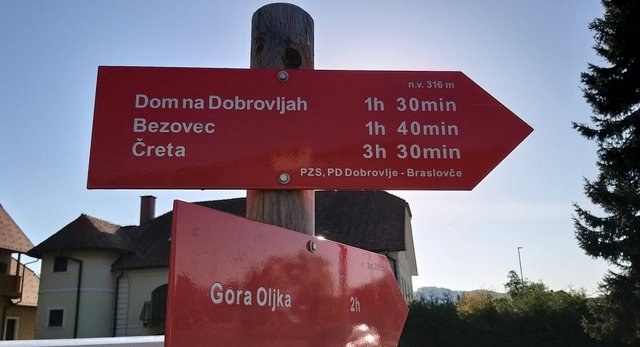 n.v. 316 m
Dom na Dobrovljah 1h 30min
Bezovec 1h 40min
Čreta 3h 30min
PZS, PD Dobrovlje - Braslovče
Gora Oljka 2h